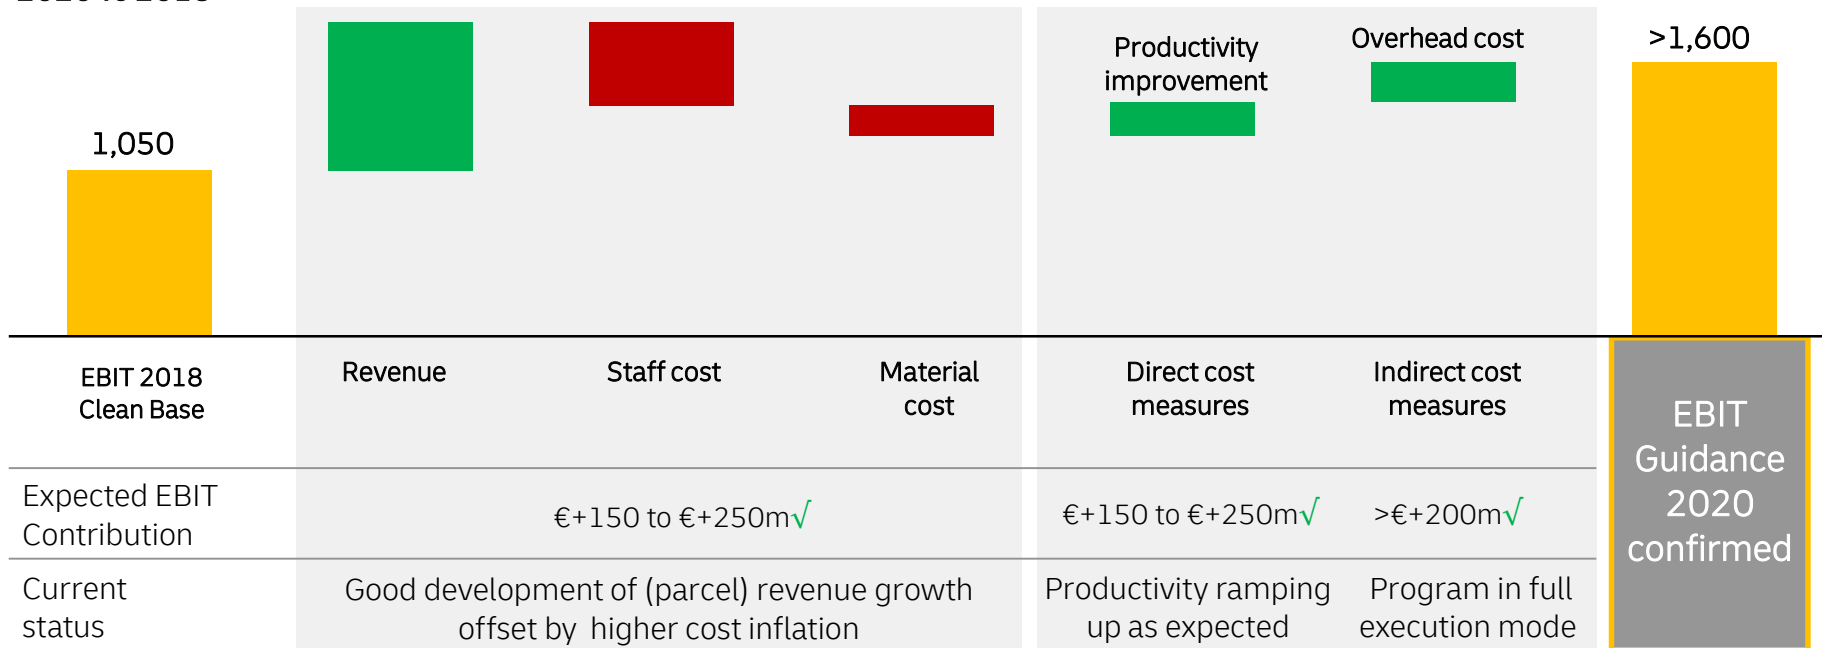 1,050
Productivity
improvement
Overhead cost
>1,600
EBIT 2018
Clean Base
Revenue
Staff cost
Material
cost
Direct cost
measures
Indirect cost
measures
EBIT
Guidance
2020
confirmed
Expected EBIT
Contribution
€+150 to €+250m√
€+150 to €+250m√
>€+200m√
Current
status
Good development of (parcel) revenue growth
offset by higher cost inflation
Productivity ramping
up as expected
Program in full
execution mode